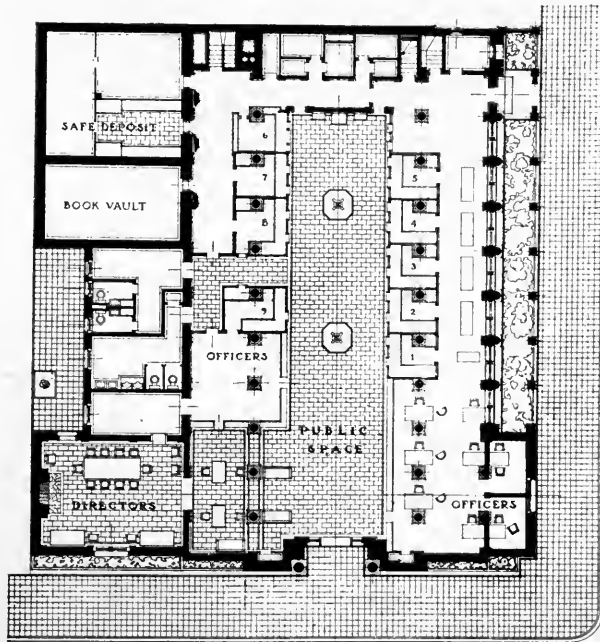 SAFE DEPOSIT
BOOK VAULT
6
7
8
9
5
4
3
2
1
OFFICERS
PUBLIC
SPACE
DIRECTORS
OFFICERS